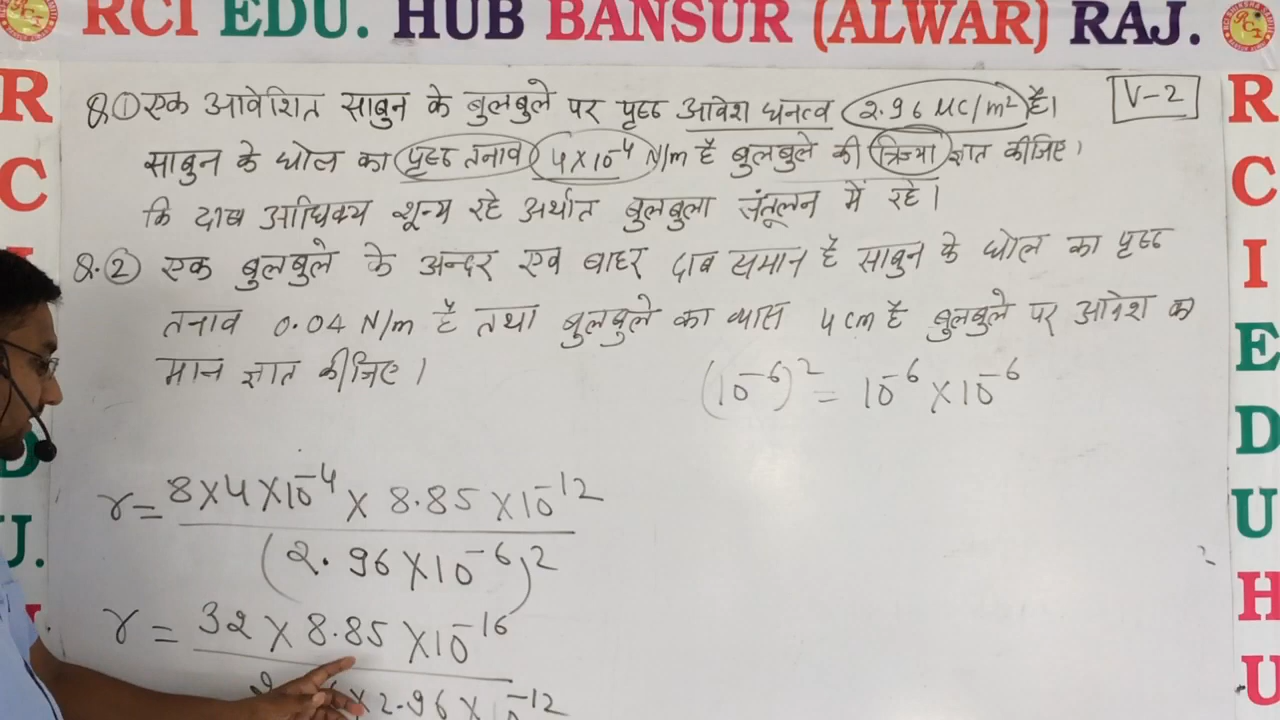 RCI EDU. HUB BANSUR (ALWAR) RAJ.
V-2
Q.① एक आवेशित साबुन के बुलबुले पर पृष्ठ आवेश घनत्व 2.96 μC/m² है।
साबुन के घोल का पृष्ठ तनाव 4×10⁻⁴ N/m है बुलबुले की त्रिज्या ज्ञात कीजिए।
कि दाब आधिक्य शून्य रहे अर्थात बुलबुला संतूलन में रहे।
Q.② एक बुलबुले के अन्दर एव बाहर दाब समान है साबुन के घोल का पृष्ठ
तनाव 0.04 N/m है तथा बुलबुले का व्यास 4 cm है बुलबुले पर आवेश का
मान ज्ञात कीजिए।
(10⁻⁶)² = 10⁻⁶ × 10⁻⁶
r = 8×4×10⁻⁴ × 8.85 ×10⁻¹²
(2.96 ×10⁻⁶)²
r = 32 × 8.85 ×10⁻¹⁶
×2.96 × 10⁻¹²
R
C
I
D
U.
R
C
I
E
D
U
H
U